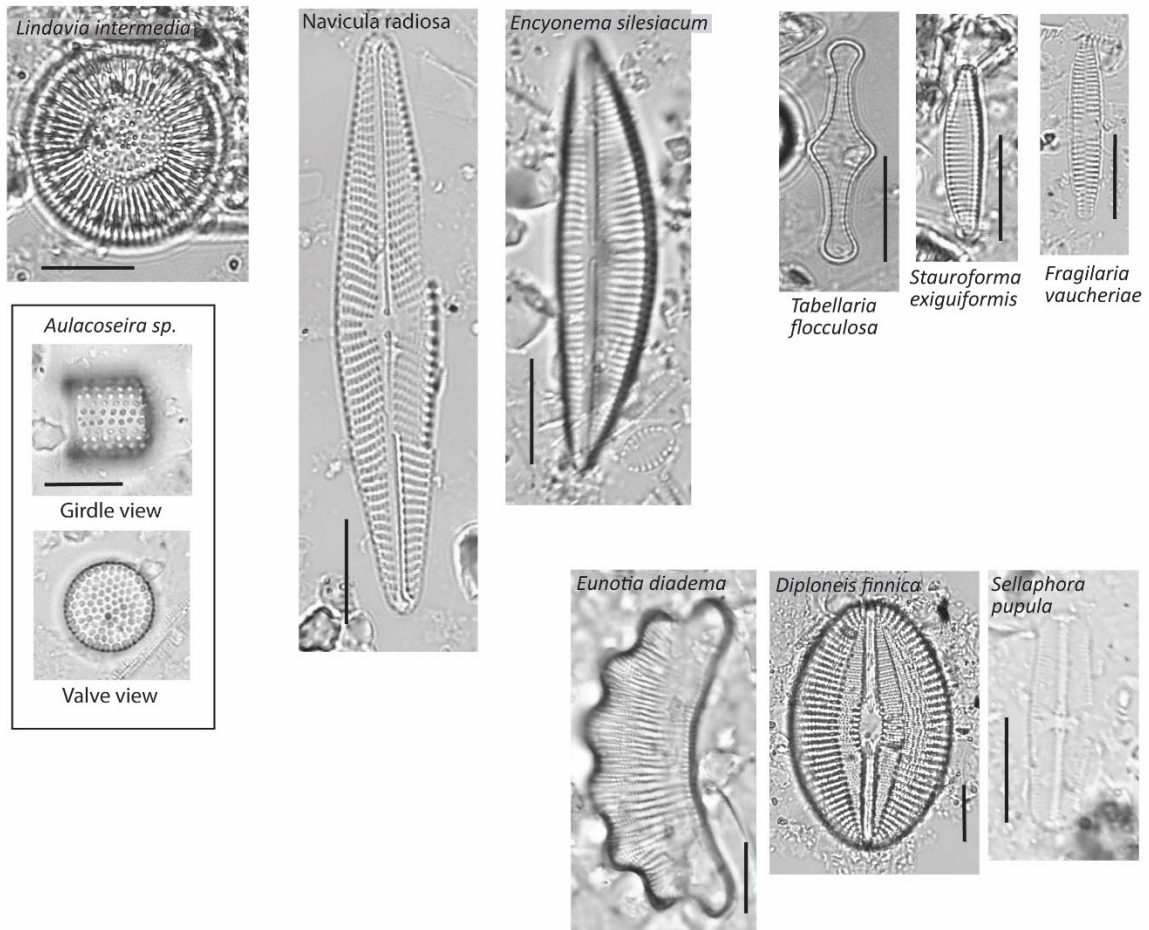 Lindavia intermedia
Navicula radiosa
Encyonema silesiacum
Tabellaria
flocculosa
Stauroforma
exiguiformis
Fragilaria
vaucheriae
Aulacoseira sp.
Girdle view
Valve view
Eunotia diadema
Diploneis finnica
Sellaphora
pupula